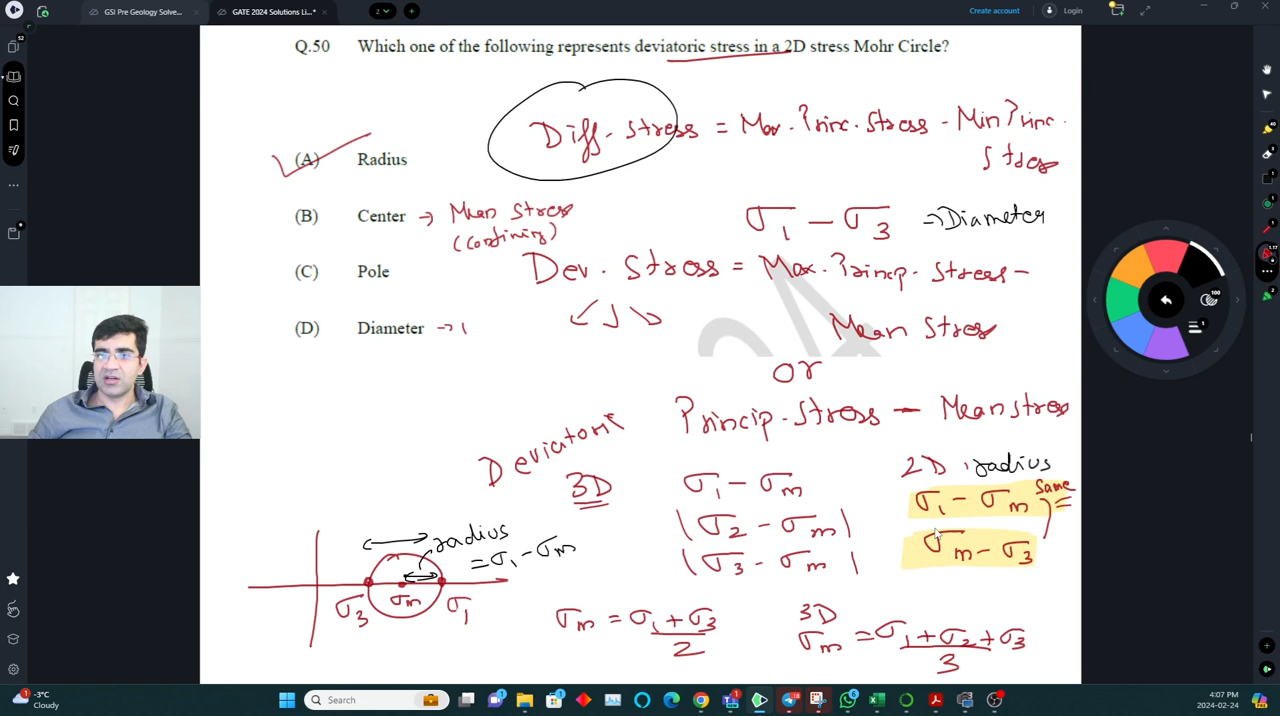 GSI Pre Geology Solve...
GATE 2024 Solutions Li...*
2
Create account
Login
Q.50 Which one of the following represents deviatoric stress in a 2D stress Mohr Circle?
Diff. Stress = Max. Princ. Stress - Min Princ. Stress
(A) Radius
(B) Center → Mean Stress
(confining)
σ1 - σ3 ⇒ Diameter
(C) Pole
Dev. Stress = Max. Princip. Stress -
Mean Stress
(D) Diameter →
or
Princip. Stress - Mean stress
Deviatoric
3D
σ1 - σm
(σ2 - σm)
(σ3 - σm)
2D radius
σ1 - σm same
σm - σ3
radius
= σ1 - σm
σ3
σm
σ1
σm = σ1 + σ3
2
3D
σm = σ1 + σ2 + σ3
3
52
100
1
-3°C
Cloudy
Search
4:07 PM
2024-02-24